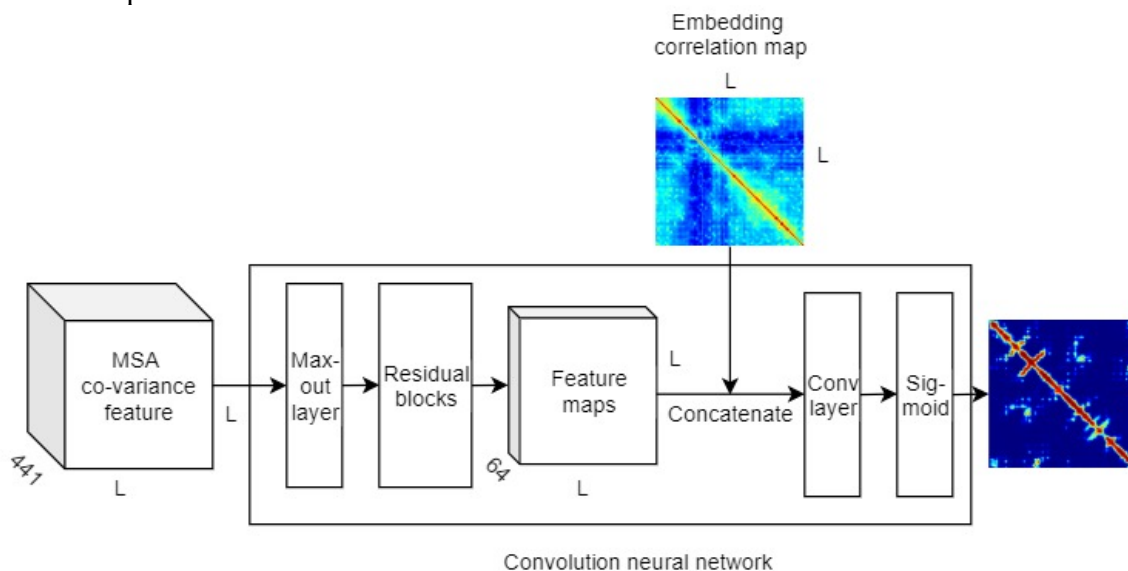 Embedding
correlation map
L
L
MSA
co-variance
feature
L
441
L
Max-
out
layer
Residual
blocks
Feature
maps
L
64
L
Concatenate
Conv
layer
Sig-
moid
Convolution neural network